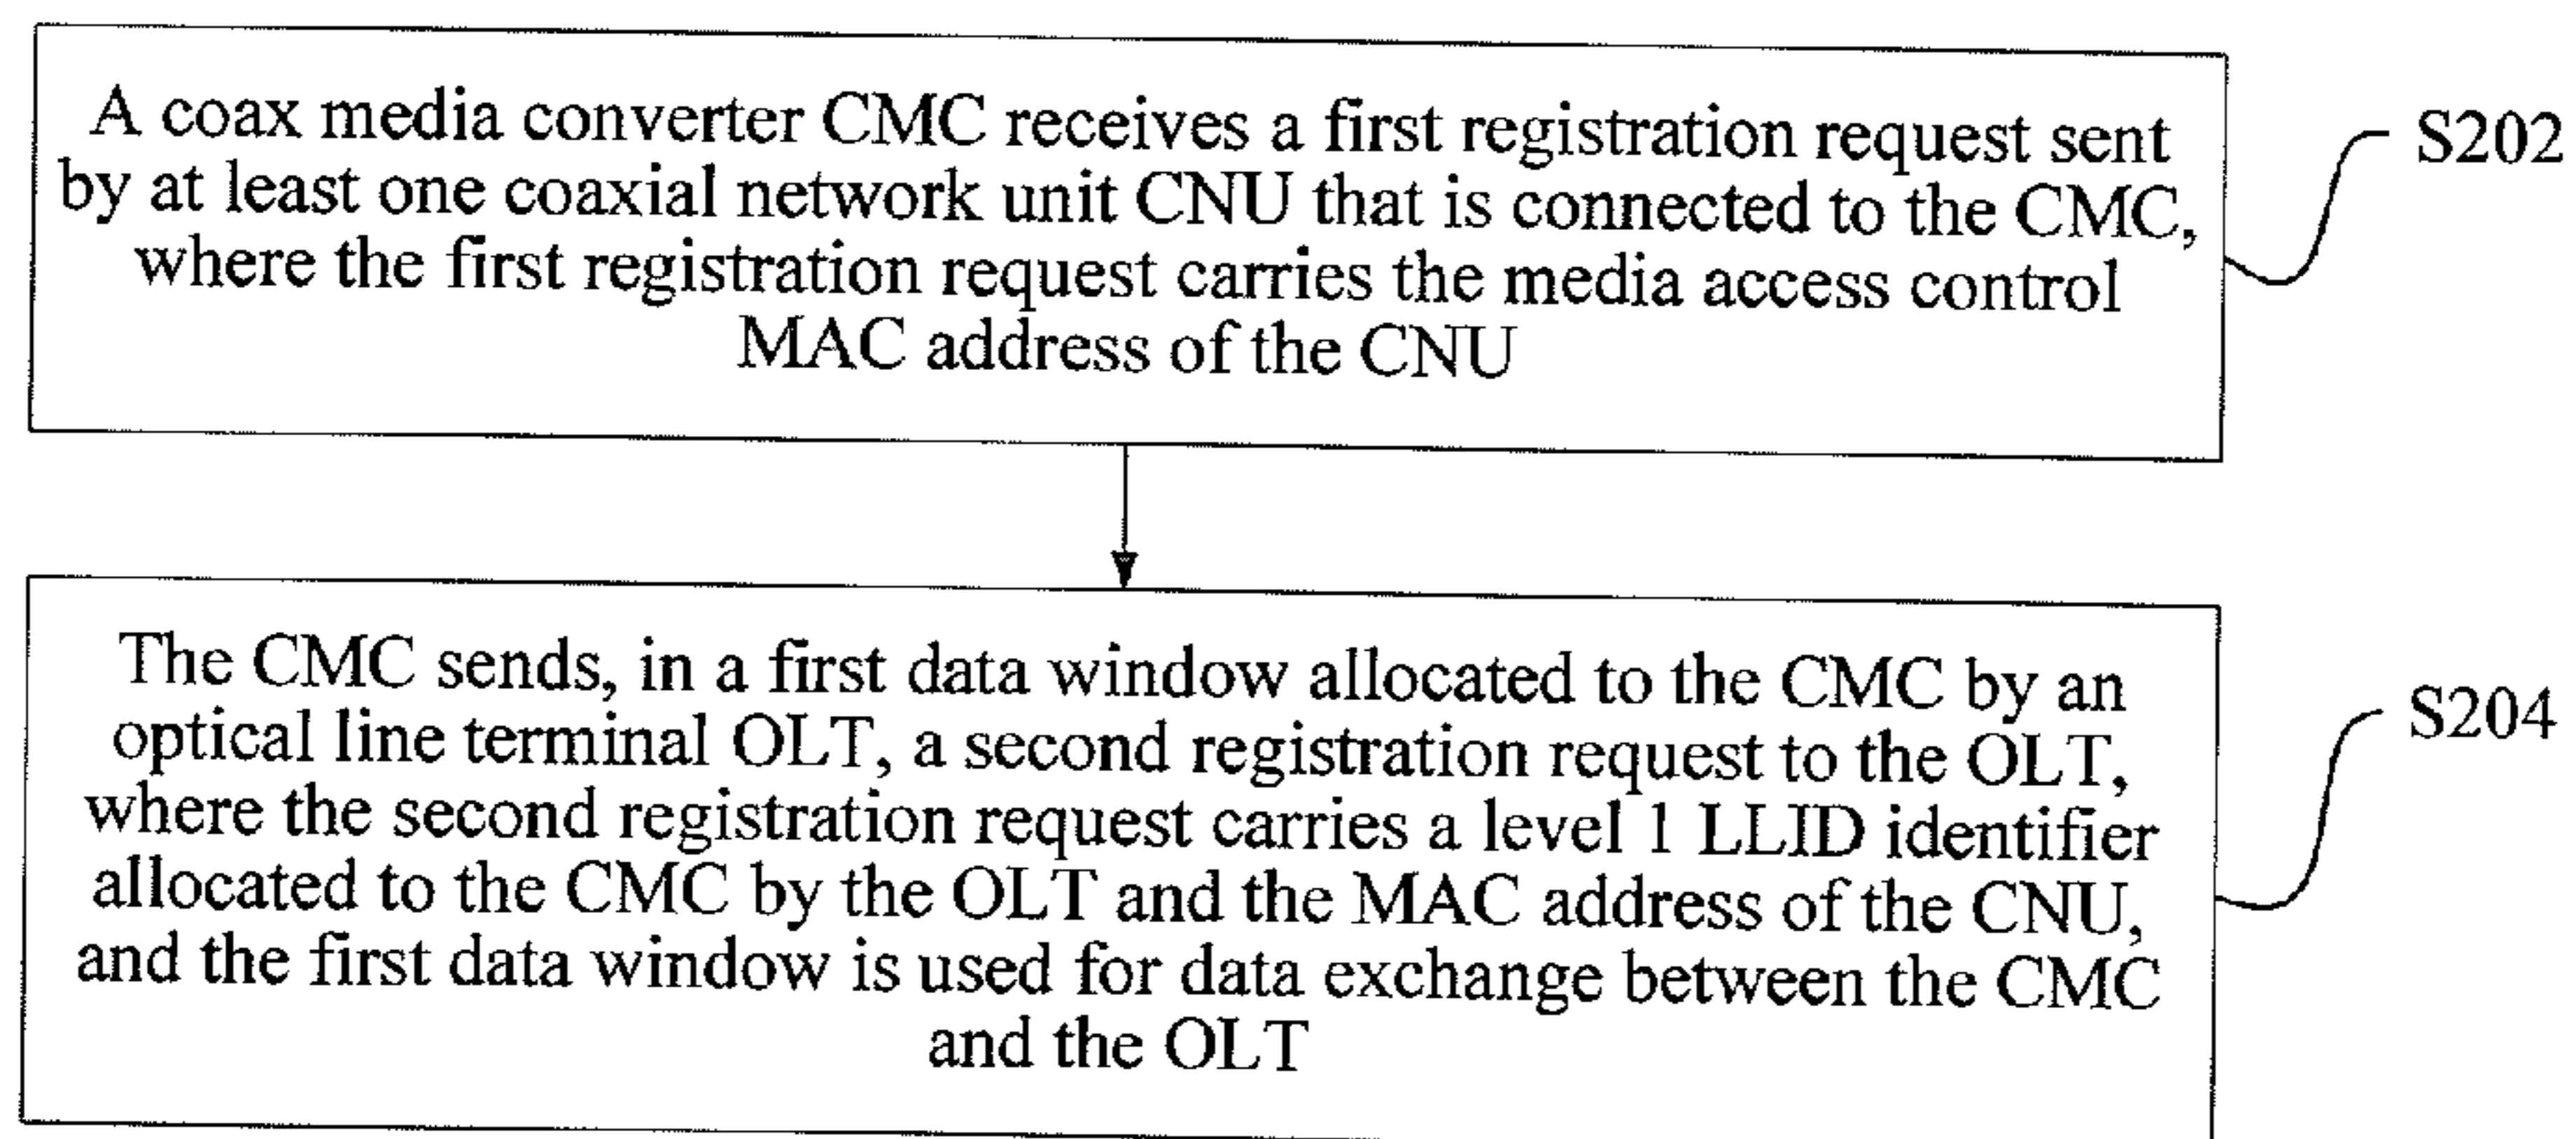 A coax media converter CMC receives a first registration request sent
by at least one coaxial network unit CNU that is connected to the CMC,
where the first registration request carries the media access control
MAC address of the CNU
S202
The CMC sends, in a first data window allocated to the CMC by an
optical line terminal OLT, a second registration request to the OLT,
where the second registration request carries a level 1 LLID identifier
allocated to the CMC by the OLT and the MAC address of the CNU,
and the first data window is used for data exchange between the CMC
and the OLT
S204